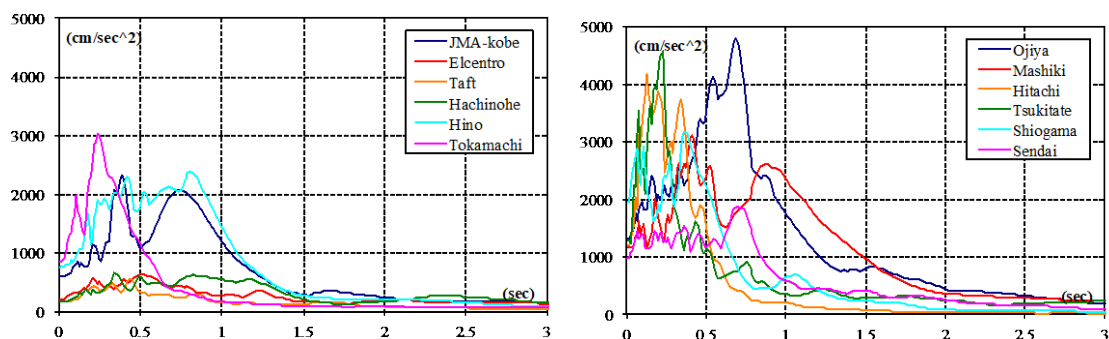 5000
(cm/sec^2)
JMA-kobe
Elcentro
Taft
Hachinohe
Hino
Tokamachi
4000
3000
2000
1000
0
(sec)
0 0.5 1 1.5 2 2.5 3
5000
(cm/sec^2)
Ojiya
Mashiki
Hitachi
Tsukitate
Shiogama
Sendai
4000
3000
2000
1000
0
(sec)
0 0.5 1 1.5 2 2.5 3